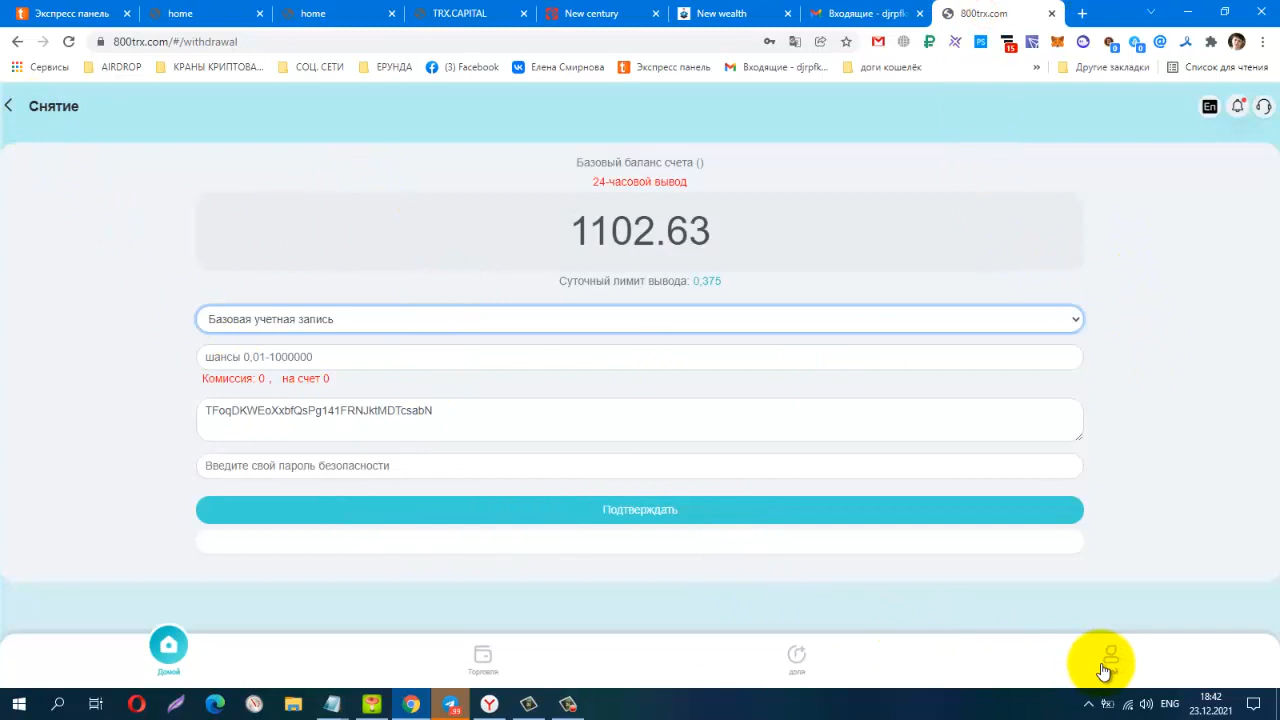 Экспресс панель
home
home
TRX.CAPITAL
New century
New wealth
Входящие - djrpfk
800trx.com
800trx.com/#/withdrawal
15
0
0
Сервисы
AIRDROP
КРАНЫ КРИПТОВА...
СОЦ. СЕТИ
ЕРУНДА
(3) Facebook
Елена Смирнова
Экспресс панель
Входящие - djrpfk...
доги кошелёк
»
Другие закладки
Список для чтения
Снятие
En
Базовый баланс счета ()
24-часовой вывод
1102.63
Суточный лимит вывода: 0,375
Базовая учетная запись
шансы 0,01-1000000
Комиссия: 0 , на счет 0
TFoqDKWEoXxbfQsPg141FRNJktMDTcsabN
Введите свой пароль безопасности
Подтверждать
Домой
Торговля
доля
99
ENG
18:42
23.12.2021